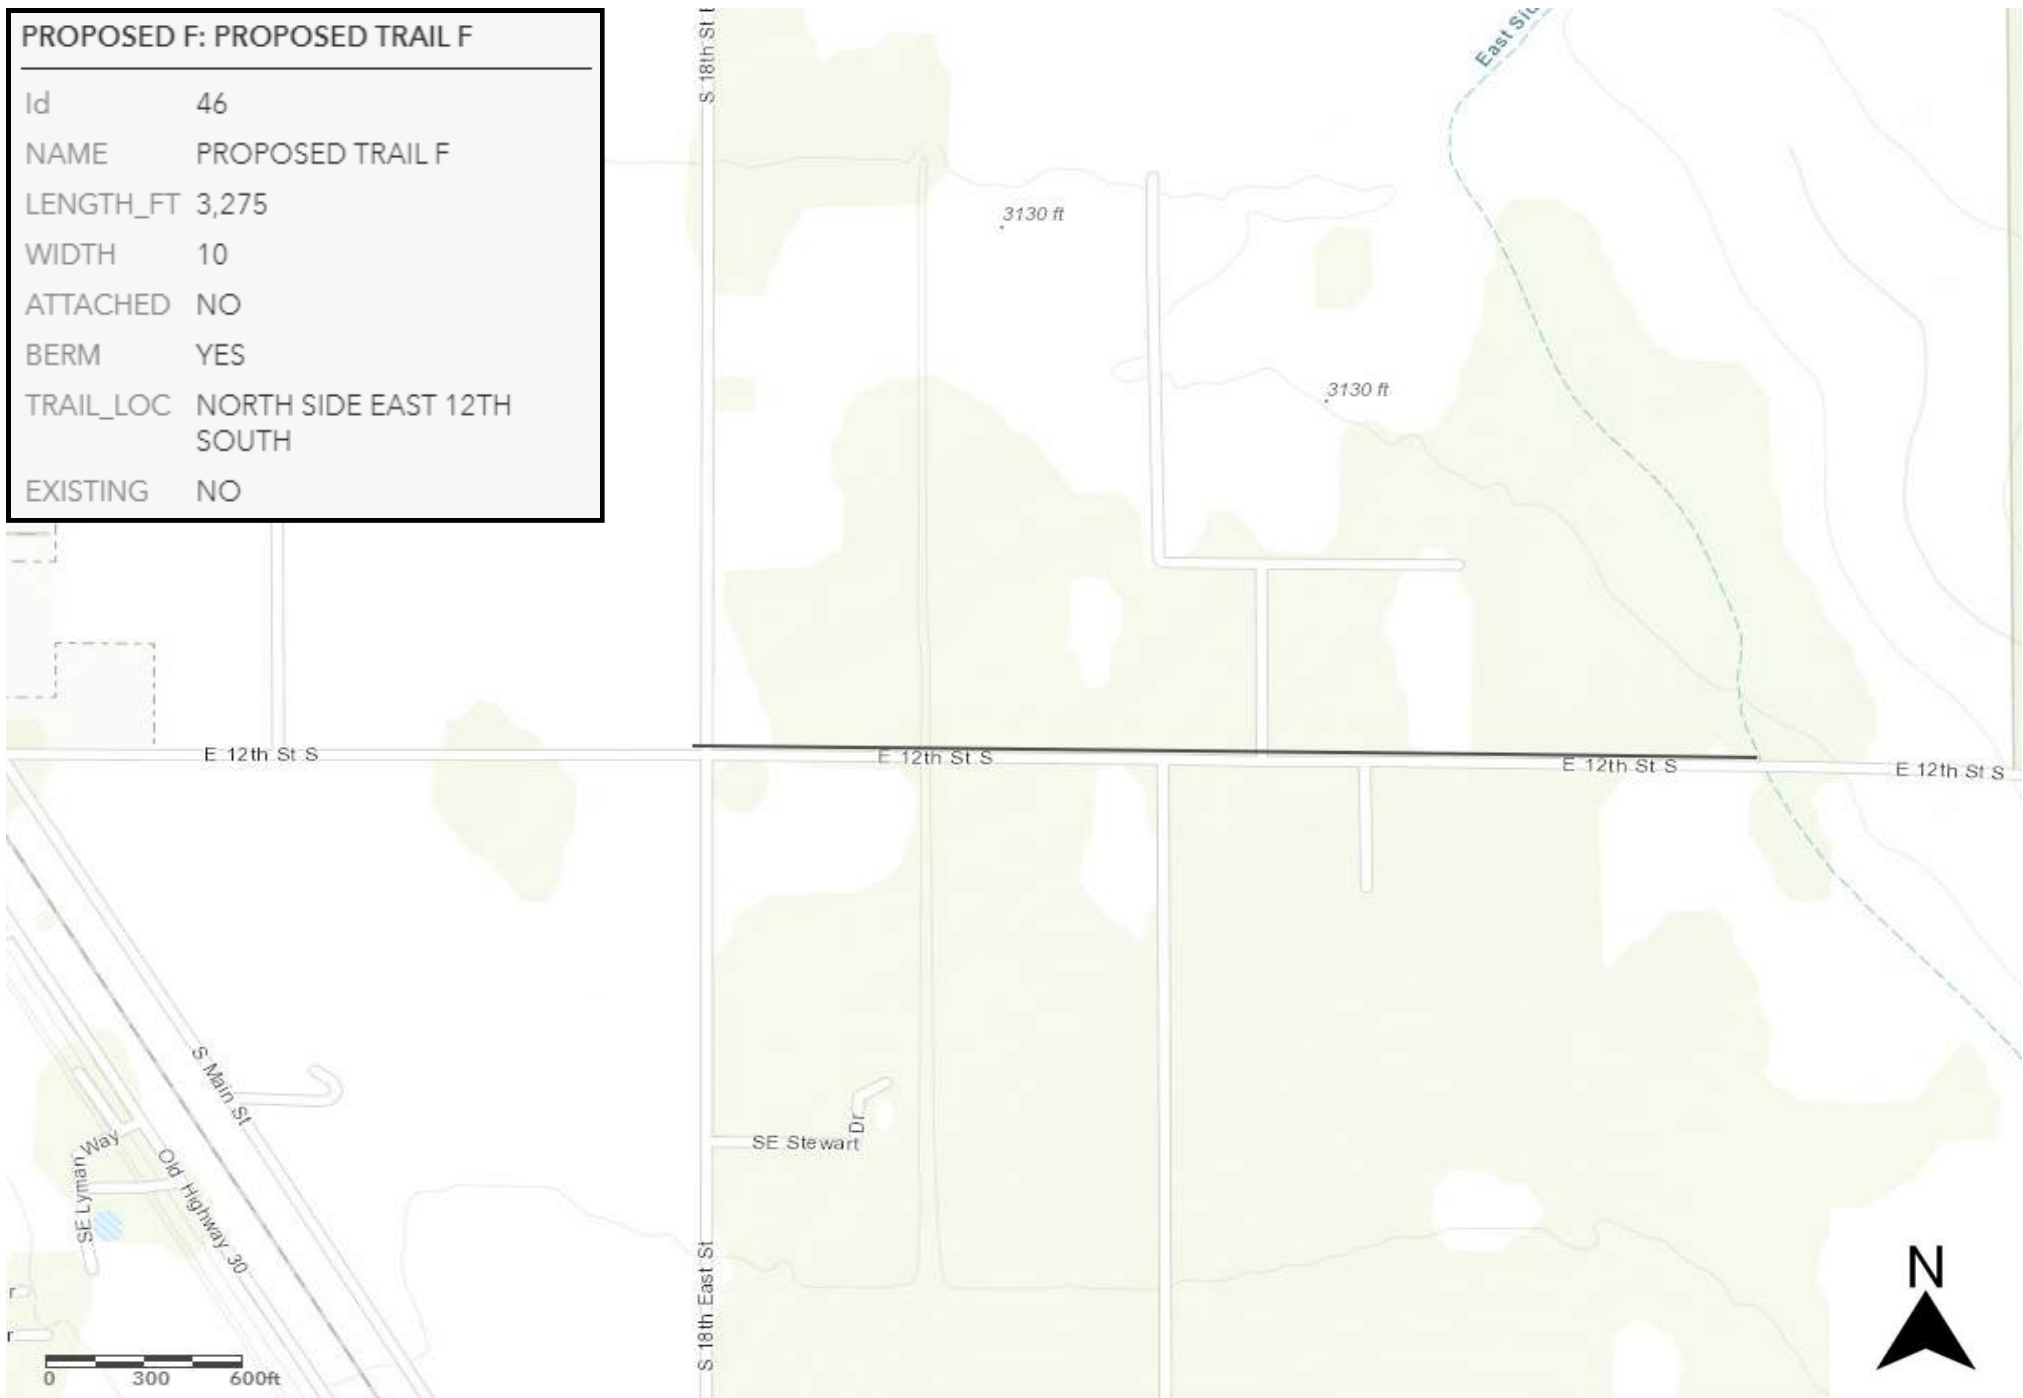 PROPOSED F: PROPOSED TRAIL F
Id 46
NAME PROPOSED TRAIL F
LENGTH_FT 3,275
WIDTH 10
ATTACHED NO
BERM YES
TRAIL_LOC NORTH SIDE EAST 12TH
SOUTH
EXISTING NO
S 18th St E
East Sid
3130 ft
3130 ft
E 12th St S
E 12th St S
E 12th St S
E 12th St S
S Main St
SE Stewart
Dr
Way
SE Lyman
Old Highway 30
S 18th East St
r
r
N
0 300 600ft